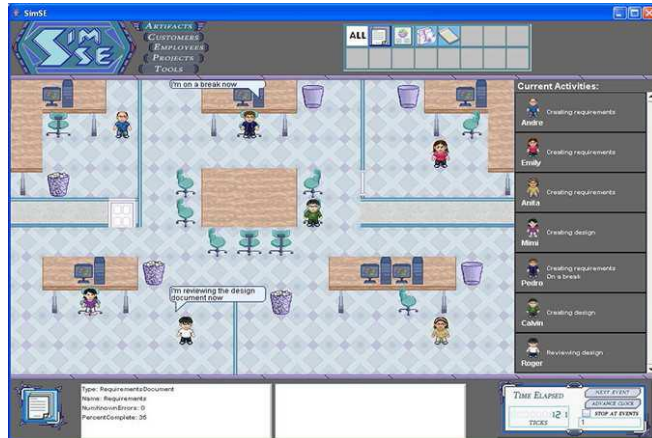 SimSE
SIM
SE
ARTIFACTS
CUSTOMERS
EMPLOYEES
PROJECTS
TOOLS
ALL
I'm on a break now
I'm reviewing the design
document now
Current Activities:
Creating requirements
Andre
Creating requirements
Emily
Creating requirements
Anita
Creating design
Mimi
Creating requirements
On a break
Pedro
Creating design
Calvin
Reviewing design
Roger
Type: RequirementsDocument
Name: Requirements
NumKnownErrors: 0
PercentComplete: 36
TIME ELAPSED
121
TICKS
NEXT EVENT
ADVANCE CLOCK
STOP AT EVENTS
1